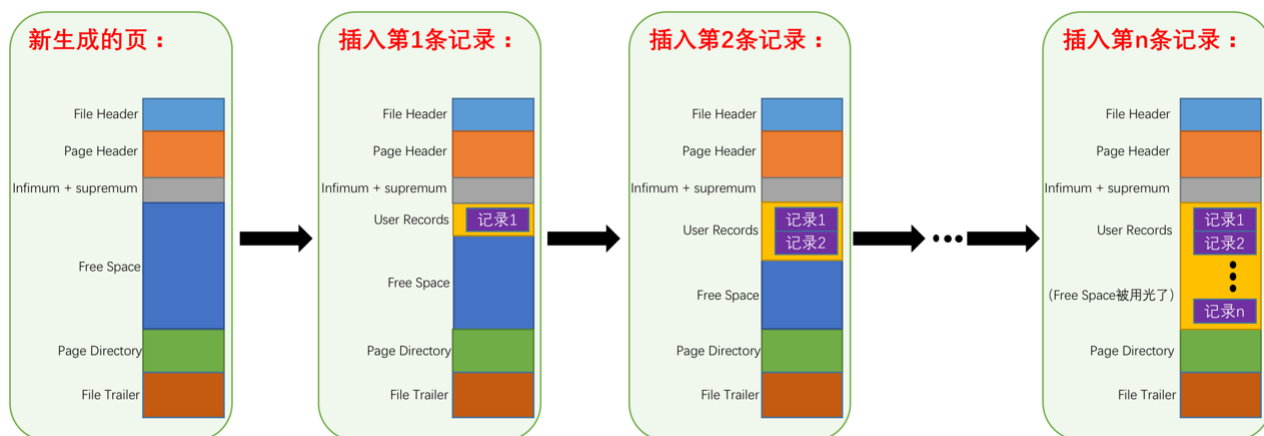 新生成的页：
File Header
Page Header
Infimum + supremum
Free Space
Page Directory
File Trailer
插入第1条记录：
File Header
Page Header
Infimum + supremum
User Records
记录1
Free Space
Page Directory
File Trailer
插入第2条记录：
File Header
Page Header
Infimum + supremum
User Records
记录1
记录2
Free Space
Page Directory
File Trailer
插入第n条记录：
File Header
Page Header
Infimum + supremum
User Records
记录1
记录2
（Free Space被用光了）
记录n
Page Directory
File Trailer